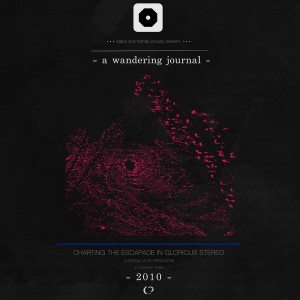 - a wandering journal -
CHARTING THE ESCAPADE IN GLORIOUS STEREO
- 2010 -